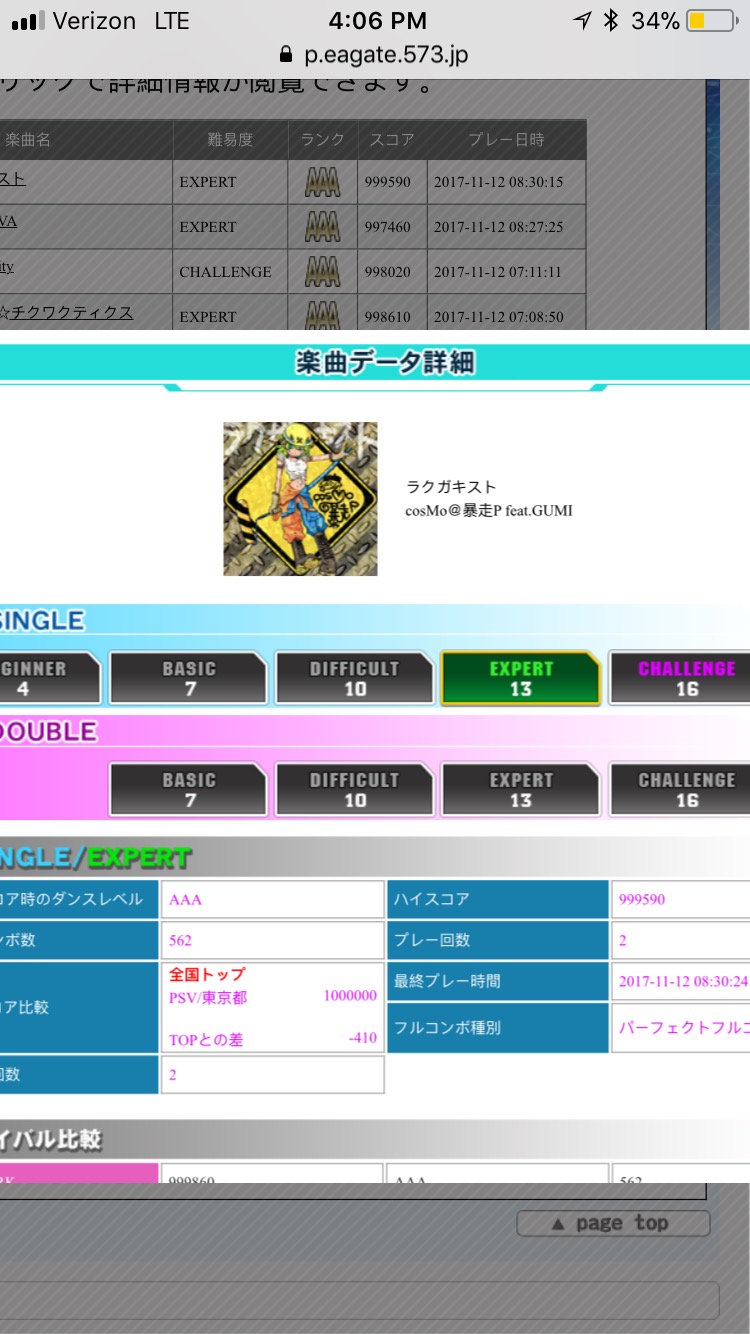 Verizon LTE 4:06 PM 34%
p.eagate.573.jp
リックで詳細情報が閲覧できます。
楽曲名 難易度 ランク スコア プレー日時
スト EXPERT AAA 999590 2017-11-12 08:30:15
VA EXPERT AAA 997460 2017-11-12 08:27:25
ity CHALLENGE AAA 998020 2017-11-12 07:11:11
☆チクワクティクス EXPERT AAA 998610 2017-11-12 07:08:50
楽曲データ詳細
ラクガキスト
cosMo@暴走P feat.GUMI
SINGLE
GINNER 4 BASIC 7 DIFFICULT 10 EXPERT 13 CHALLENGE 16
DOUBLE
BASIC 7 DIFFICULT 10 EXPERT 13 CHALLENGE 16
NGLE/EXPERT
コア時のダンスレベル AAA ハイスコア 999590
ンボ数 562 プレー回数 2
コア比較 全国トップ
PSV/東京都 1000000
TOPとの差 -410
最終プレー時間 2017-11-12 08:30:24
フルコンボ種別 パーフェクトフルコ
回数 2
イバル比較
RK 999860 AAA 562
▲ page top